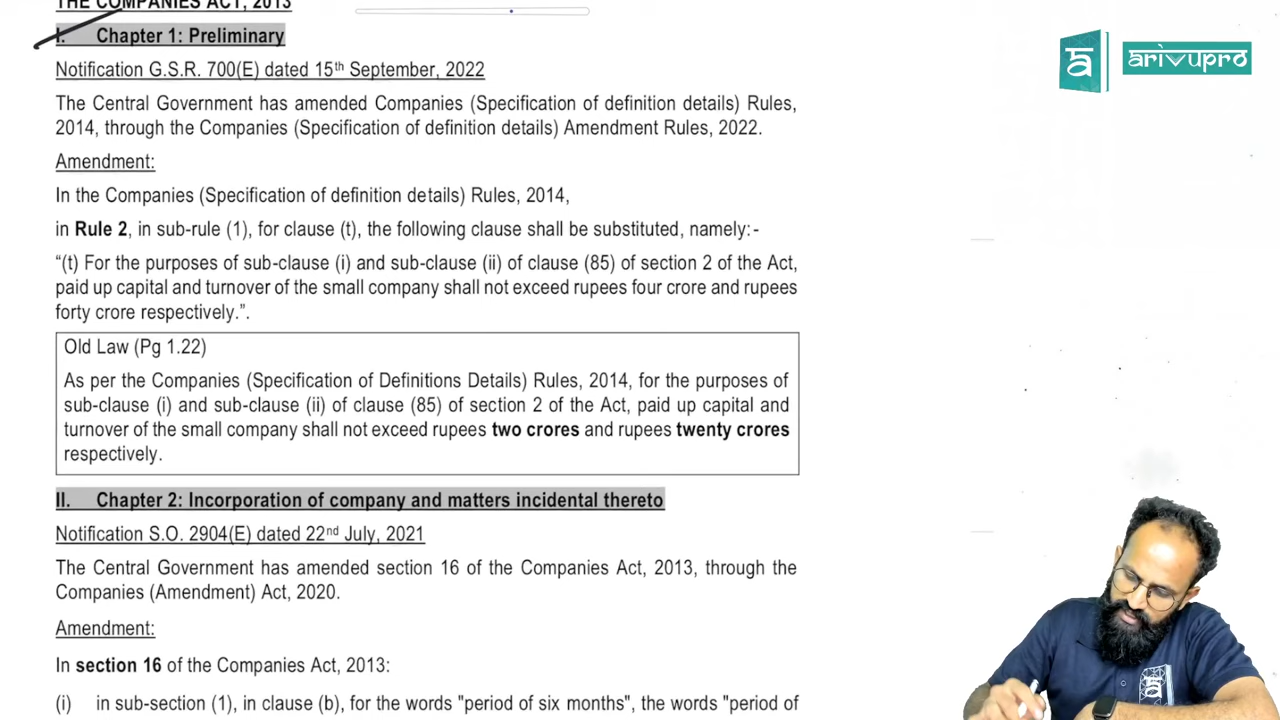 THE COMPANIES ACT, 2013
I. Chapter 1: Preliminary
Notification G.S.R. 700(E) dated 15th September, 2022
The Central Government has amended Companies (Specification of definition details) Rules,
2014, through the Companies (Specification of definition details) Amendment Rules, 2022.
Amendment:
In the Companies (Specification of definition details) Rules, 2014,
in Rule 2, in sub-rule (1), for clause (t), the following clause shall be substituted, namely:-
“(t) For the purposes of sub-clause (i) and sub-clause (ii) of clause (85) of section 2 of the Act,
paid up capital and turnover of the small company shall not exceed rupees four crore and rupees
forty crore respectively.”.
Old Law (Pg 1.22)
As per the Companies (Specification of Definitions Details) Rules, 2014, for the purposes of
sub-clause (i) and sub-clause (ii) of clause (85) of section 2 of the Act, paid up capital and
turnover of the small company shall not exceed rupees two crores and rupees twenty crores
respectively.
II. Chapter 2: Incorporation of company and matters incidental thereto
Notification S.O. 2904(E) dated 22nd July, 2021
The Central Government has amended section 16 of the Companies Act, 2013, through the
Companies (Amendment) Act, 2020.
Amendment:
In section 16 of the Companies Act, 2013:
(i) in sub-section (1), in clause (b), for the words "period of six months", the words "period of
a arivupro
a